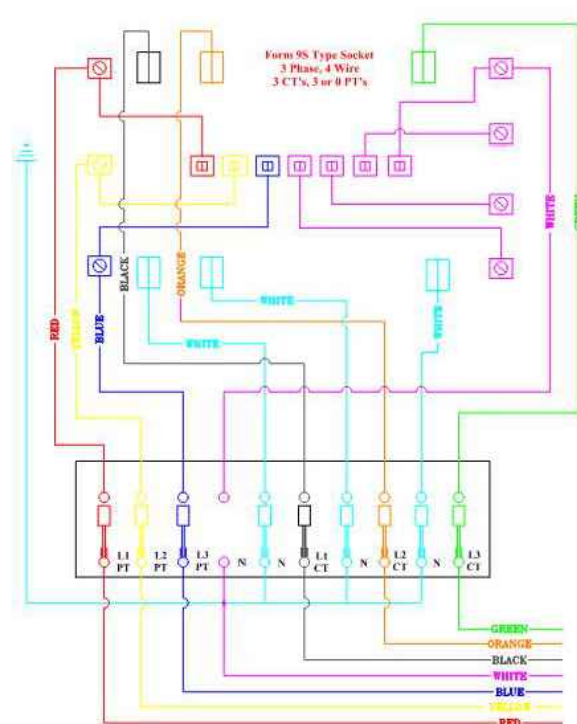 Form 9S Type Socket
3 Phase, 4 Wire
3 CT's, 3 or 0 PT's
GREEN
WHITE
BLACK
ORANGE
WHITE
WHITE
RED
YELLOW
BLUE
WHITE
L1 PT
L2 PT
L3 PT
N
N
L1 CT
N
L2 CT
N
L3 CT
GREEN
ORANGE
BLACK
WHITE
BLUE
YELLOW
RED